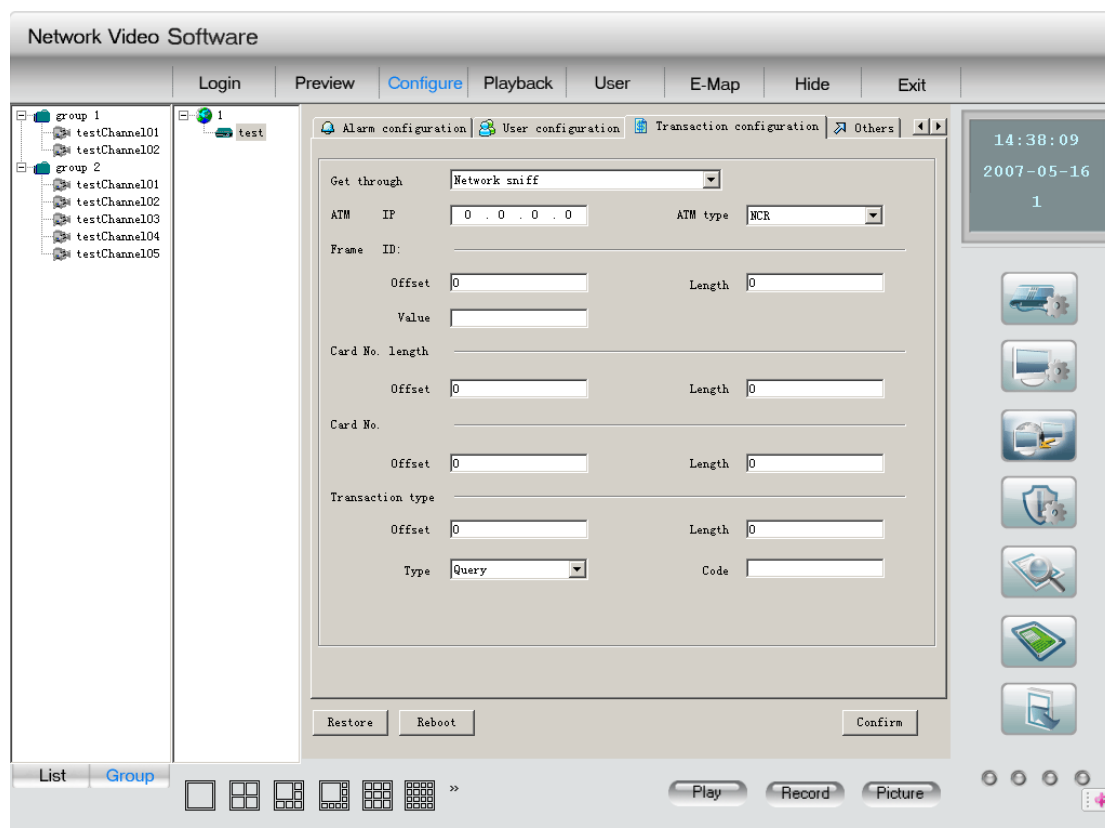 Network Video Software
Login Preview Configure Playback User E-Map Hide Exit
group 1
testChannel01
testChannel02
group 2
testChannel01
testChannel02
testChannel03
testChannel04
testChannel05
1
test
Alarm configuration User configuration Transaction configuration Others
Get through Network sniff
ATM IP 0 . 0 . 0 . 0 ATM type NCR
Frame ID:
Offset 0 Length 0
Value
Card No. length
Offset 0 Length 0
Card No.
Offset 0 Length 0
Transaction type
Offset 0 Length 0
Type Query Code
Restore Reboot Confirm
14:38:09
2007-05-16
1
List Group
» Play Record Picture